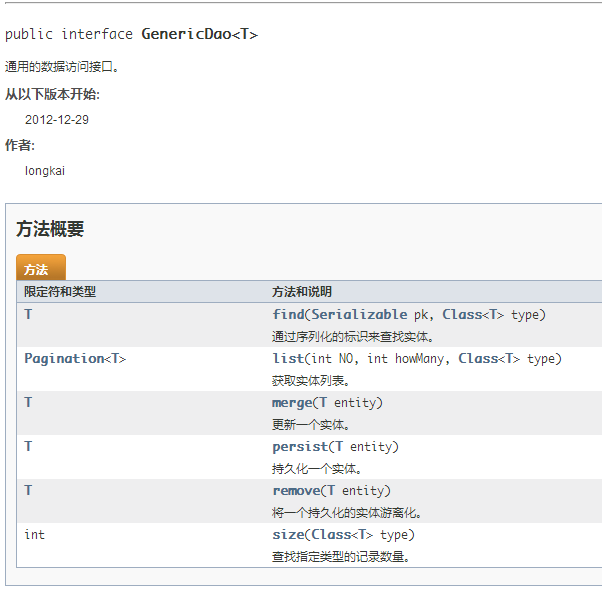 public interface GenericDao<T>
通用的数据访问接口。
从以下版本开始:
2012-12-29
作者:
longkai
方法概要
方法
限定符和类型 方法和说明
T find(Serializable pk, Class<T> type)
通过序列化的标识来查找实体。
Pagination<T> list(int NO, int howMany, Class<T> type)
获取实体列表。
T merge(T entity)
更新一个实体。
T persist(T entity)
持久化一个实体。
T remove(T entity)
将一个持久化的实体游离化。
int size(Class<T> type)
查找指定类型的记录数量。